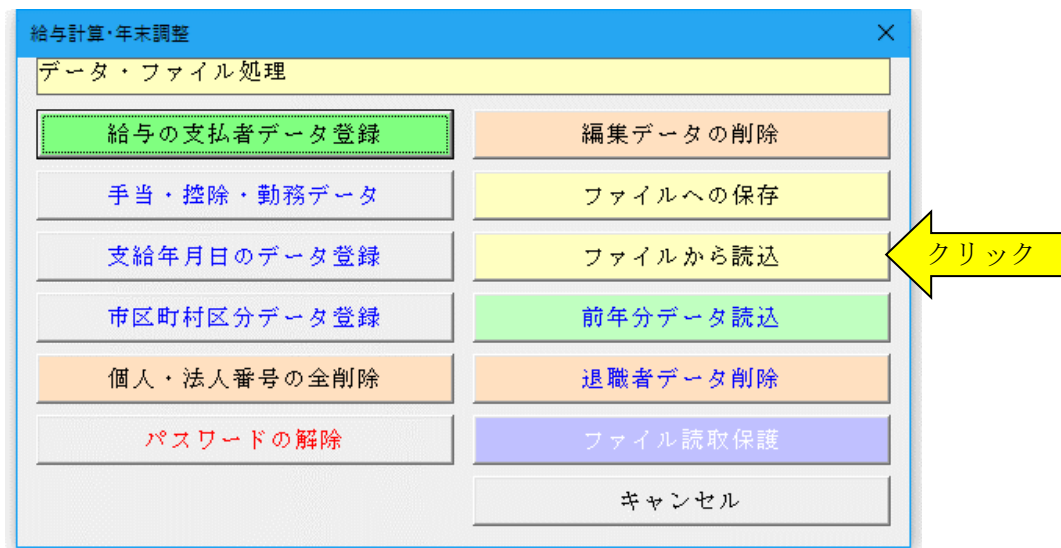 給与計算・年末調整
データ・ファイル処理
給与の支払者データ登録
編集データの削除
手当・控除・勤務データ
ファイルへの保存
支給年月日のデータ登録
ファイルから読込
クリック
市区町村区分データ登録
前年分データ読込
個人・法人番号の全削除
退職者データ削除
パスワードの解除
ファイル読取保護
キャンセル